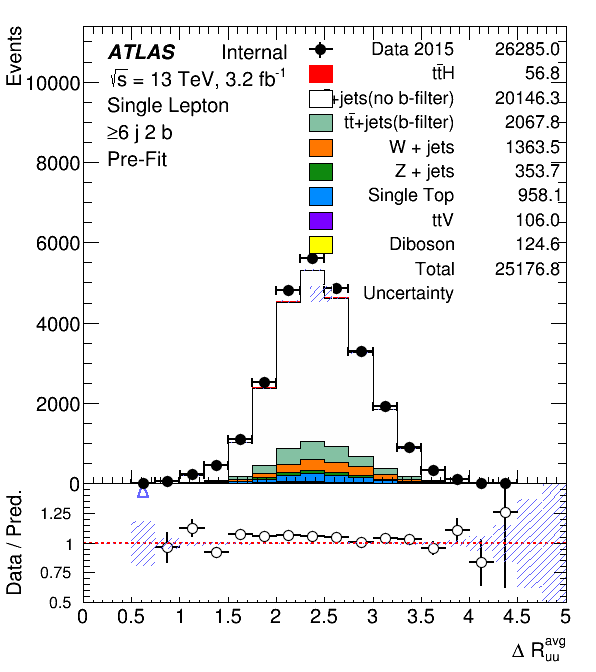 Events
ATLAS Internal
√s = 13 TeV, 3.2 fb⁻¹
Single Lepton
≥6 j 2 b
Pre-Fit
Data 2015 26285.0
tt̄H 56.8
+jets(no b-filter) 20146.3
tt̄+jets(b-filter) 2067.8
W + jets 1363.5
Z + jets 353.7
Single Top 958.1
ttV 106.0
Diboson 124.6
Total 25176.8
Uncertainty
10000
8000
6000
4000
2000
0
Data / Pred.
1.25
1
0.75
0.5
0 0.5 1 1.5 2 2.5 3 3.5 4 4.5 5
Δ R_uu^avg